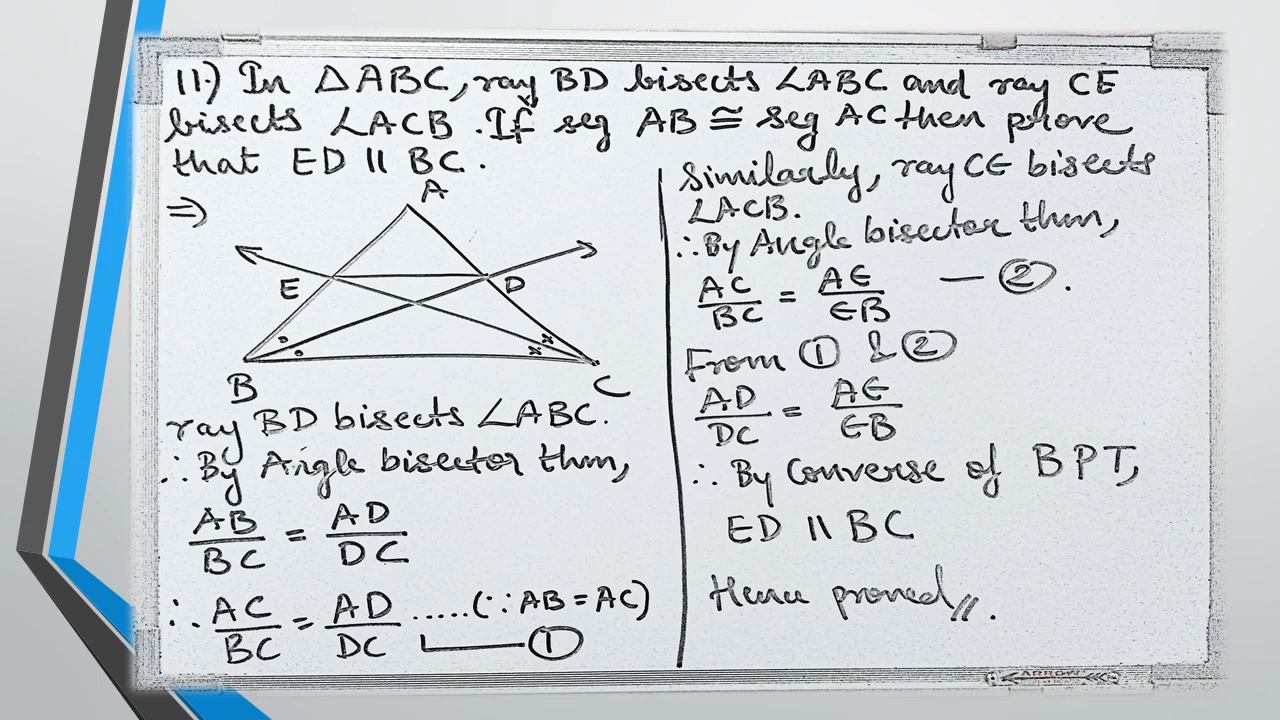 11.) In △ABC, ray BD bisects ∠ABC and ray CE
bisects ∠ACB. If seg AB ≅ seg AC then prove
that ED || BC.
⇒)
A
E
D
B
C
ray BD bisects ∠ABC.
∴ By Angle bisector thm,
AB/BC = AD/DC
∴ AC/BC = AD/DC .....(∵ AB = AC)
①
Similarly, ray CE bisects
∠ACB.
∴ By Angle bisector thm,
AC/BC = AE/EB — ②.
From ① & ②
AD/DC = AE/EB
∴ By Converse of BPT,
ED || BC
Hence proved //.
ARROW